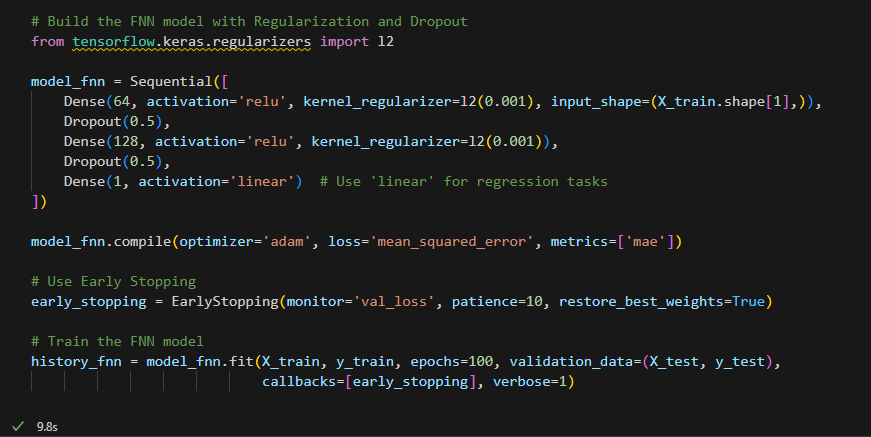 # Build the FNN model with Regularization and Dropout
from tensorflow.keras.regularizers import l2
model_fnn = Sequential([
    Dense(64, activation='relu', kernel_regularizer=l2(0.001), input_shape=(X_train.shape[1],)),
    Dropout(0.5),
    Dense(128, activation='relu', kernel_regularizer=l2(0.001)),
    Dropout(0.5),
    Dense(1, activation='linear')  # Use 'linear' for regression tasks
])
model_fnn.compile(optimizer='adam', loss='mean_squared_error', metrics=['mae'])
# Use Early Stopping
early_stopping = EarlyStopping(monitor='val_loss', patience=10, restore_best_weights=True)
# Train the FNN model
history_fnn = model_fnn.fit(X_train, y_train, epochs=100, validation_data=(X_test, y_test),
                            callbacks=[early_stopping], verbose=1)
9.8s